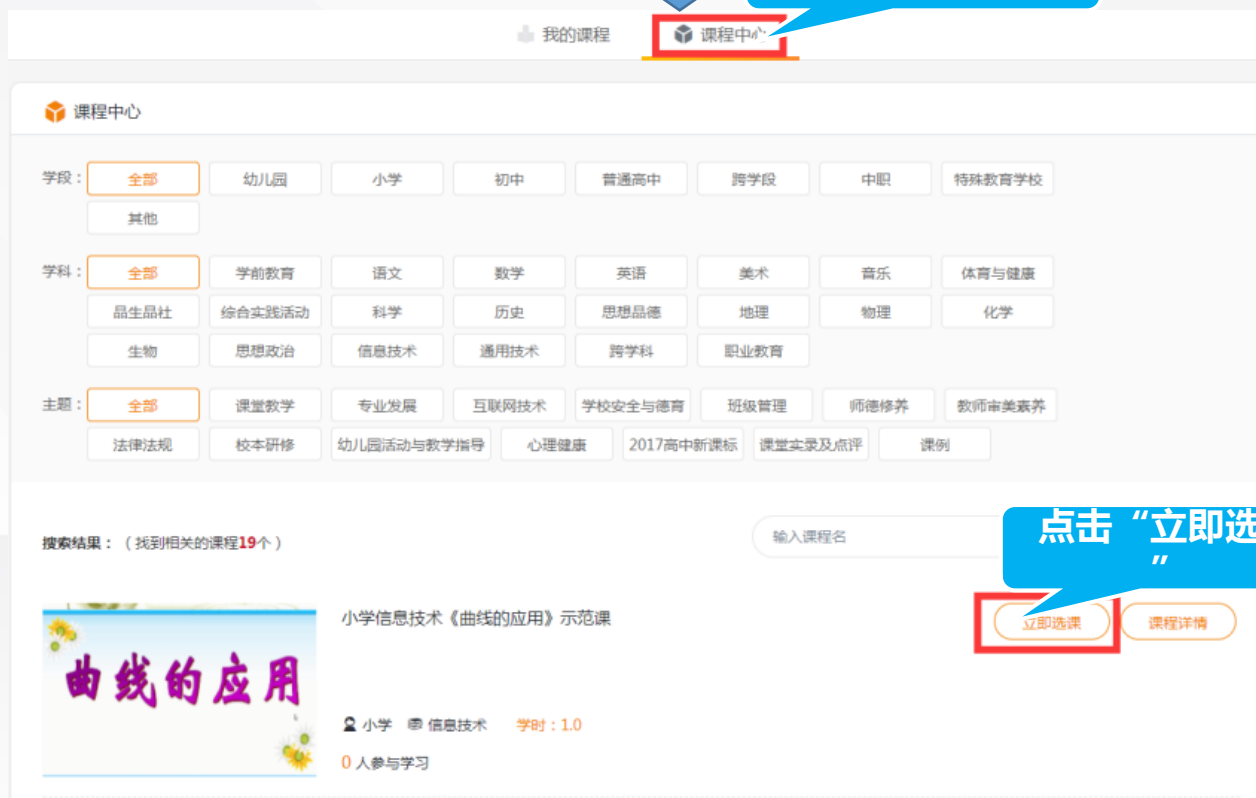 我的课程 课程中心
课程中心
学段： 全部 幼儿园 小学 初中 普通高中 跨学段 中职 特殊教育学校
其他
学科： 全部 学前教育 语文 数学 英语 美术 音乐 体育与健康
品生品社 综合实践活动 科学 历史 思想品德 地理 物理 化学
生物 思想政治 信息技术 通用技术 跨学科 职业教育
主题： 全部 课堂教学 专业发展 互联网技术 学校安全与德育 班级管理 师德修养 教师审美素养
法律法规 校本研修 幼儿园活动与教学指导 心理健康 2017高中新课标 课堂实录及点评 课例
搜索结果：（找到相关的课程19个） 输入课程名
点击“立即选
”
小学信息技术《曲线的应用》示范课
立即选课 课程详情
曲线的应用
小学 信息技术 学时：1.0
0 人参与学习